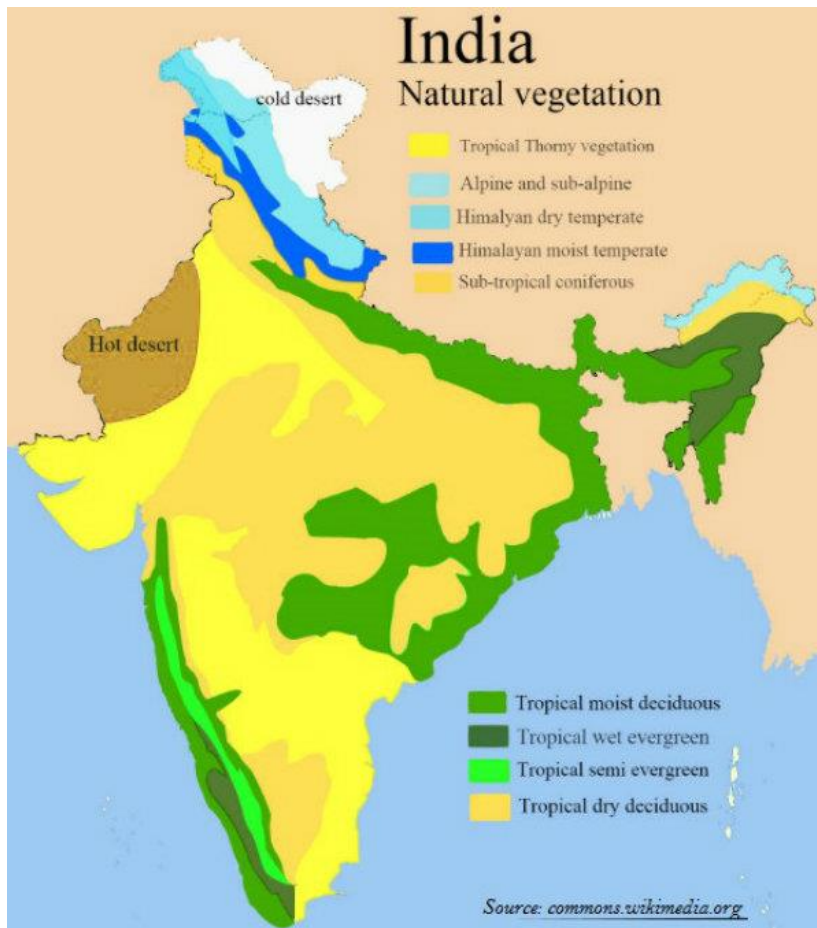 India
Natural vegetation
cold desert
Tropical Thorny vegetation
Alpine and sub-alpine
Himalyan dry temperate
Himalayan moist temperate
Sub-tropical coniferous
Hot desert
Tropical moist deciduous
Tropical wet evergreen
Tropical semi evergreen
Tropical dry deciduous
Source: commons.wikimedia.org